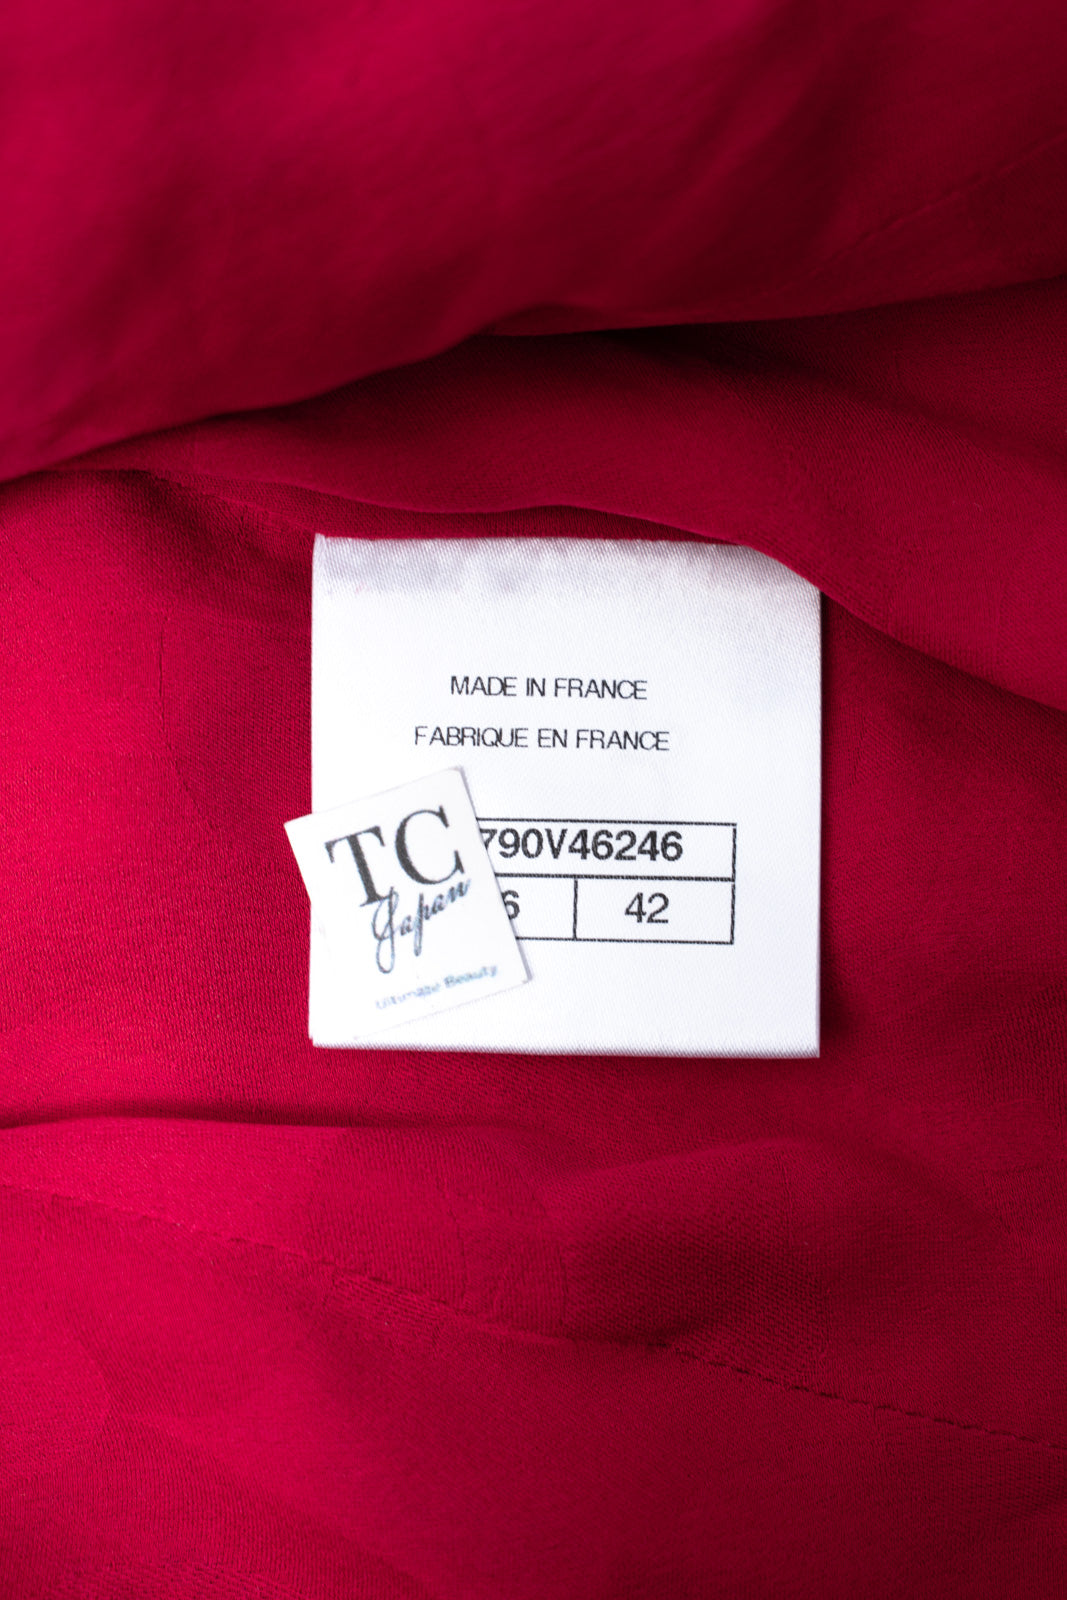 MADE IN FRANCE
FABRIQUE EN FRANCE
790V46246
6 42
TC
Japan
Ultimate Beauty